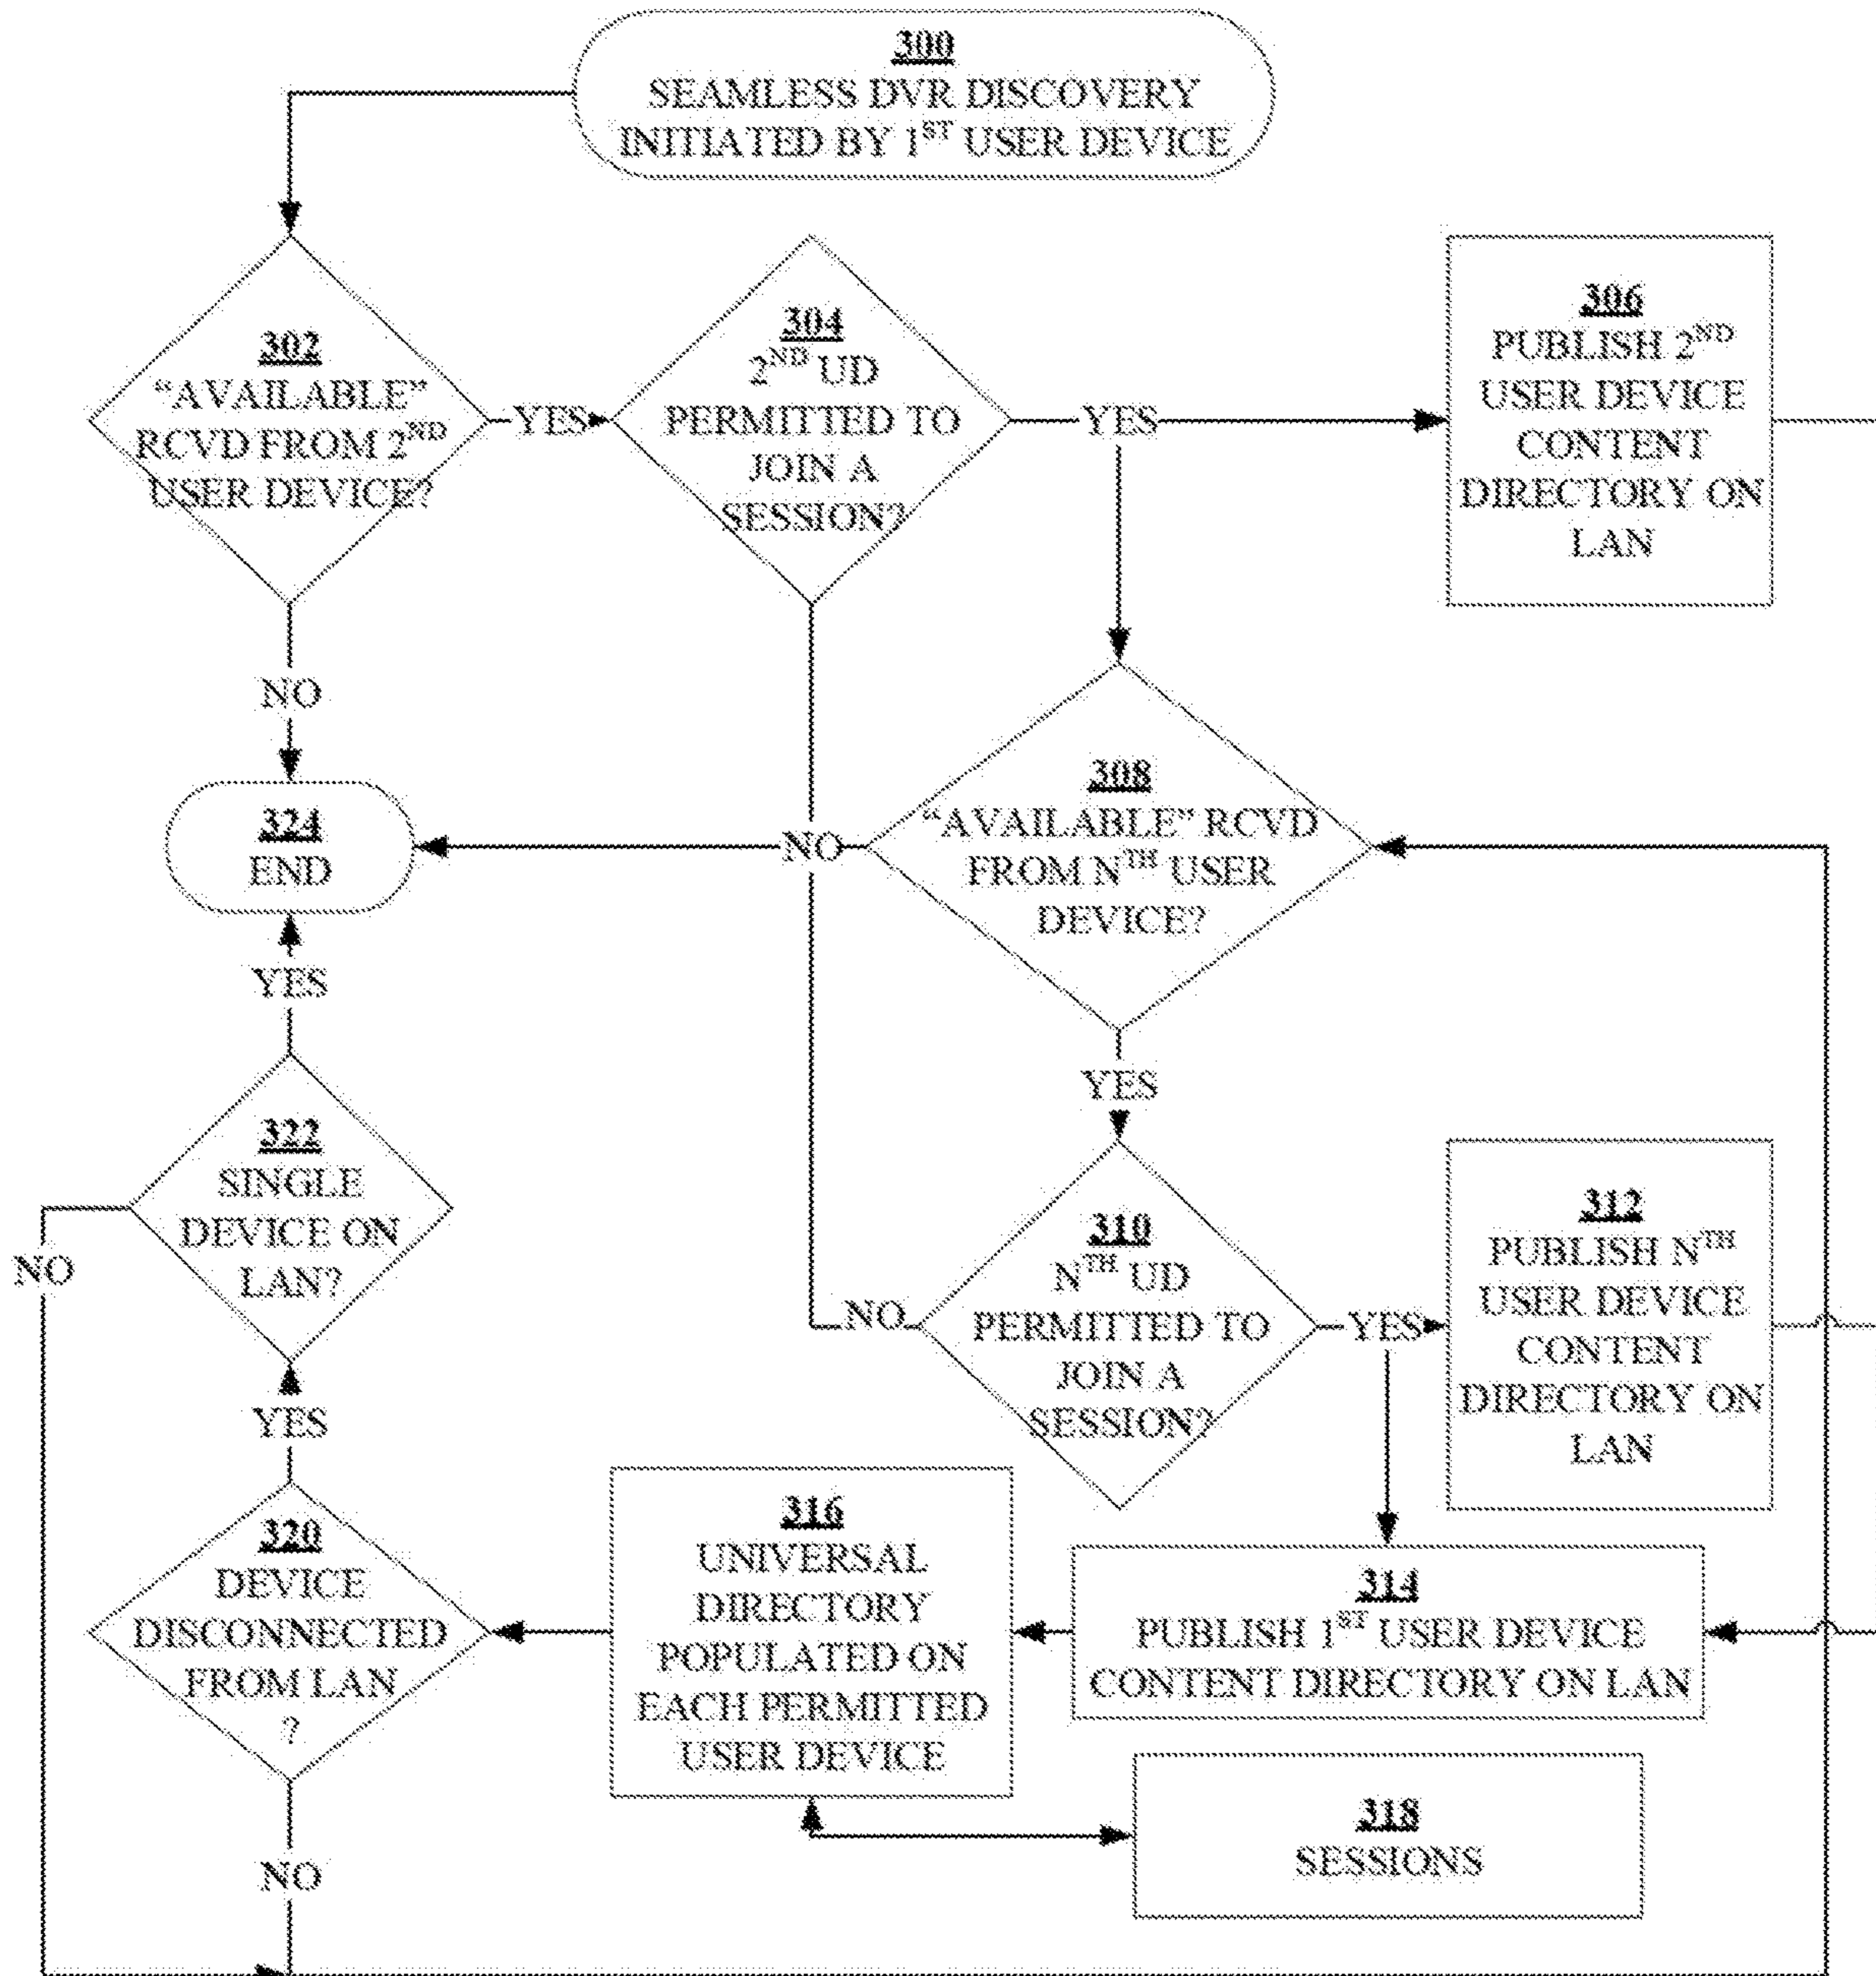 300
SEAMLESS DVR DISCOVERY
INITIATED BY 1ST USER DEVICE
302
“AVAILABLE”
RCVD FROM 2ND
USER DEVICE?
YES
304
2ND UD
PERMITTED TO
JOIN A
SESSION?
YES
306
PUBLISH 2ND
USER DEVICE
CONTENT
DIRECTORY ON
LAN
NO
324
END
NO
308
“AVAILABLE” RCVD
FROM NTH USER
DEVICE?
YES
YES
322
SINGLE
DEVICE ON
LAN?
NO
310
NTH UD
PERMITTED TO
JOIN A
SESSION?
NO
YES
312
PUBLISH NTH
USER DEVICE
CONTENT
DIRECTORY ON
LAN
YES
320
DEVICE
DISCONNECTED
FROM LAN
?
316
UNIVERSAL
DIRECTORY
POPULATED ON
EACH PERMITTED
USER DEVICE
314
PUBLISH 1ST USER DEVICE
CONTENT DIRECTORY ON LAN
318
SESSIONS
NO